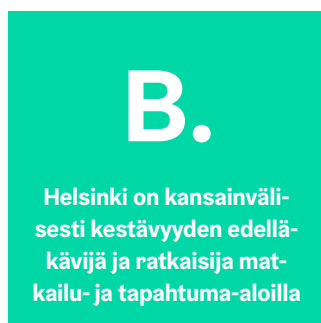 B.
Helsinki on kansainväli-
sesti kestävyyden edellä-
kävijä ja ratkaisija mat-
kailu- ja tapahtuma-aloilla